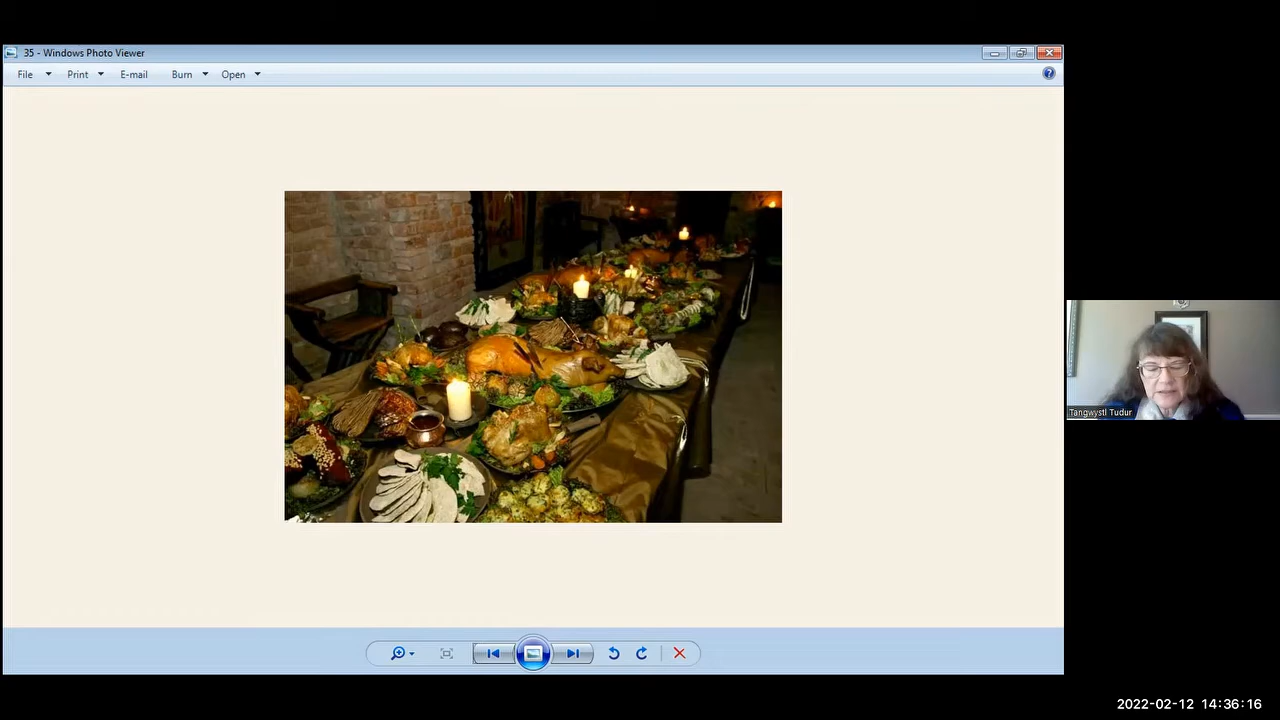 35 - Windows Photo Viewer
File Print E-mail Burn Open
Tangwystl Tudur
2022-02-12 14:36:16